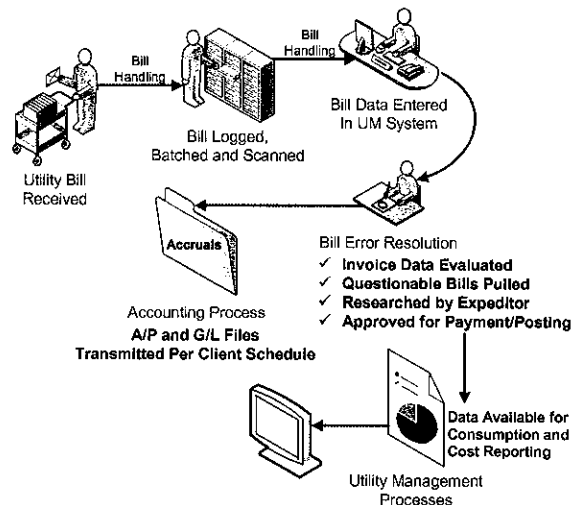 Bill
Handling
Bill
Handling
Utility Bill
Received
Bill Logged,
Batched and Scanned
Bill Data Entered
In UM System
Accruals
Accounting Process
A/P and G/L Files
Transmitted Per Client Schedule
Bill Error Resolution
✓ Invoice Data Evaluated
✓ Questionable Bills Pulled
✓ Researched by Expeditor
✓ Approved for Payment/Posting
Data Available for
Consumption and
Cost Reporting
Utility Management
Processes